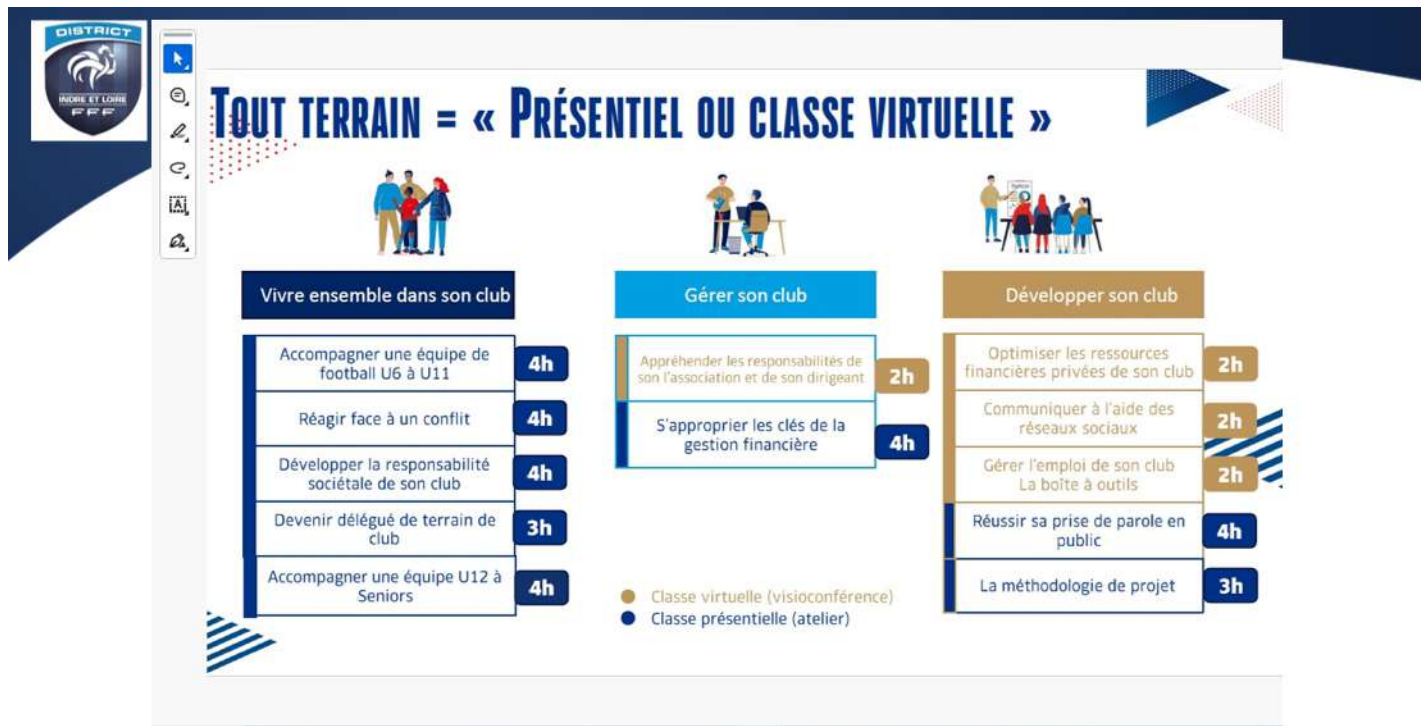 DISTRICT
INDRE ET LOIRE
FFF
TOUT TERRAIN = « PRÉSENTIEL OU CLASSE VIRTUELLE »
Vivre ensemble dans son club
Accompagner une équipe de
football U6 à U11
4h
Réagir face à un conflit
4h
Développer la responsabilité
sociétale de son club
4h
Devenir délégué de terrain de
club
3h
Accompagner une équipe U12 à
Seniors
4h
Gérer son club
Appréhender les responsabilités de
son l'association et de son dirigeant
2h
S'approprier les clés de la
gestion financière
4h
Classe virtuelle (visioconférence)
Classe présentielle (atelier)
Développer son club
Optimiser les ressources
financières privées de son club
2h
Communiquer à l'aide des
réseaux sociaux
2h
Gérer l'emploi de son club
La boîte à outils
2h
Réussir sa prise de parole en
public
4h
La méthodologie de projet
3h